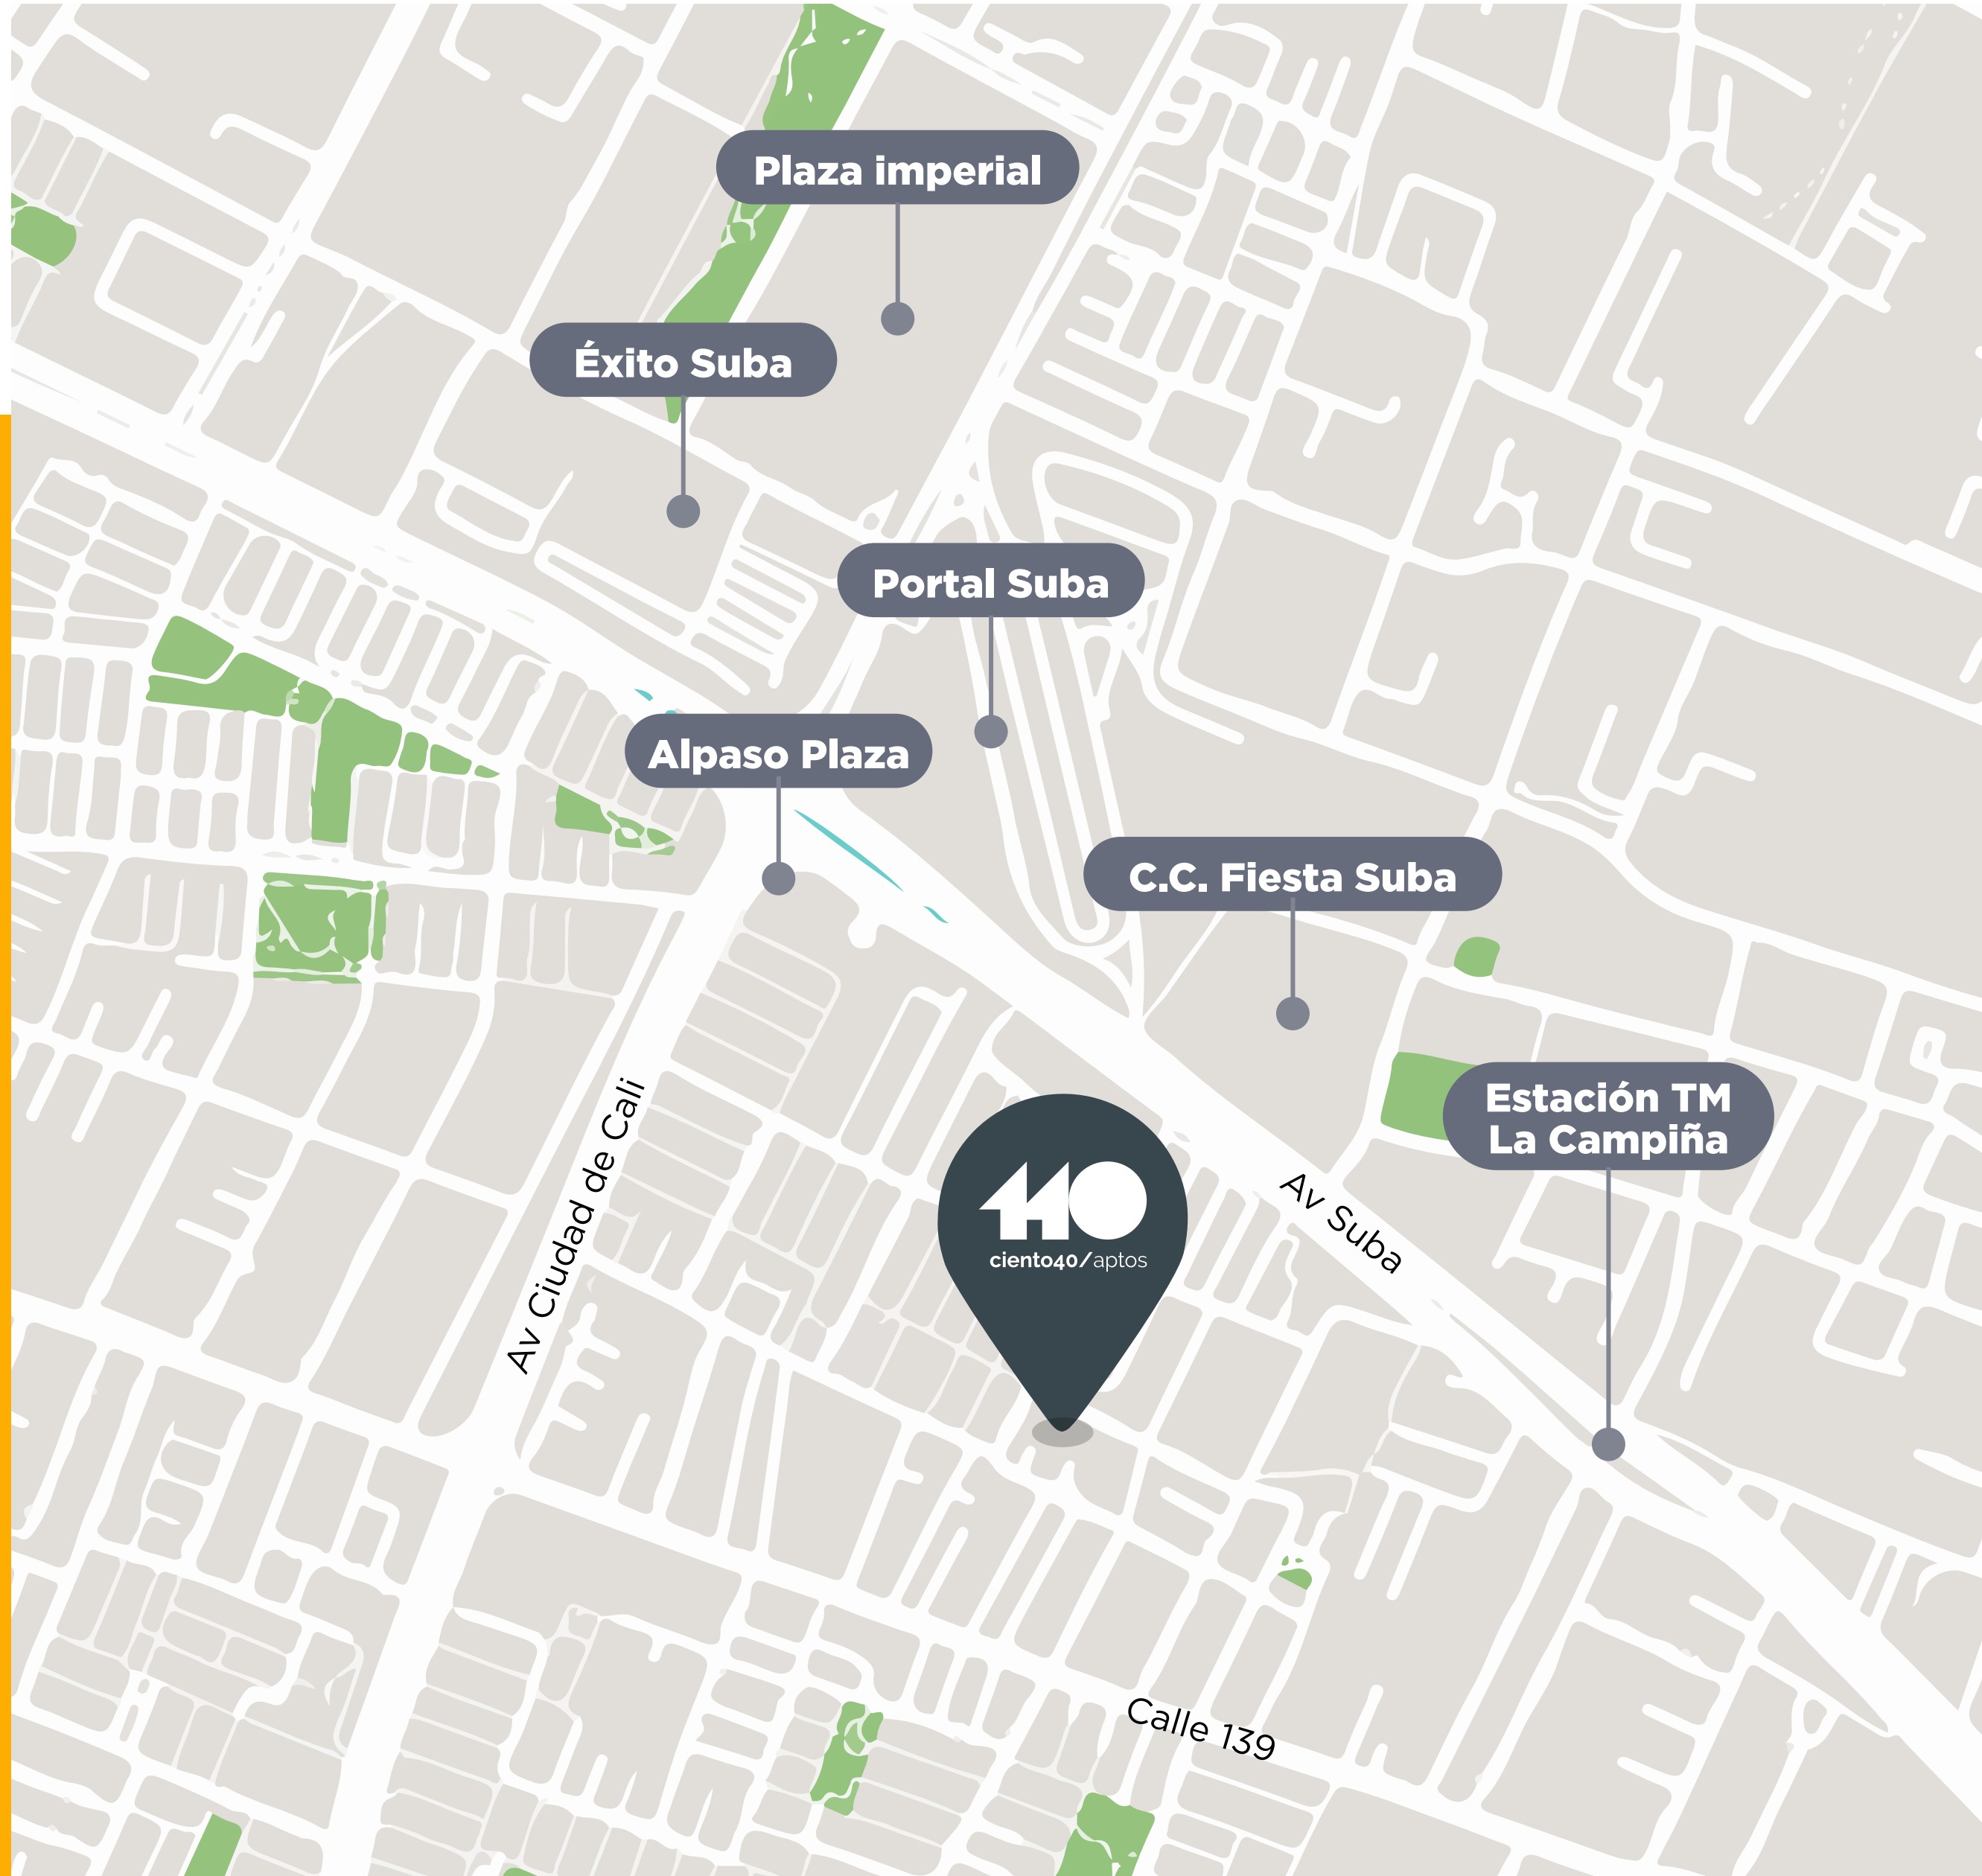 Plaza imperial
Éxito Suba
Portal Suba
Alpaso Plaza
C.C. Fiesta Suba
Estación TM
La Campiña
Av Ciudad de Cali
140
ciento40/aptos
Av Suba
Calle 139